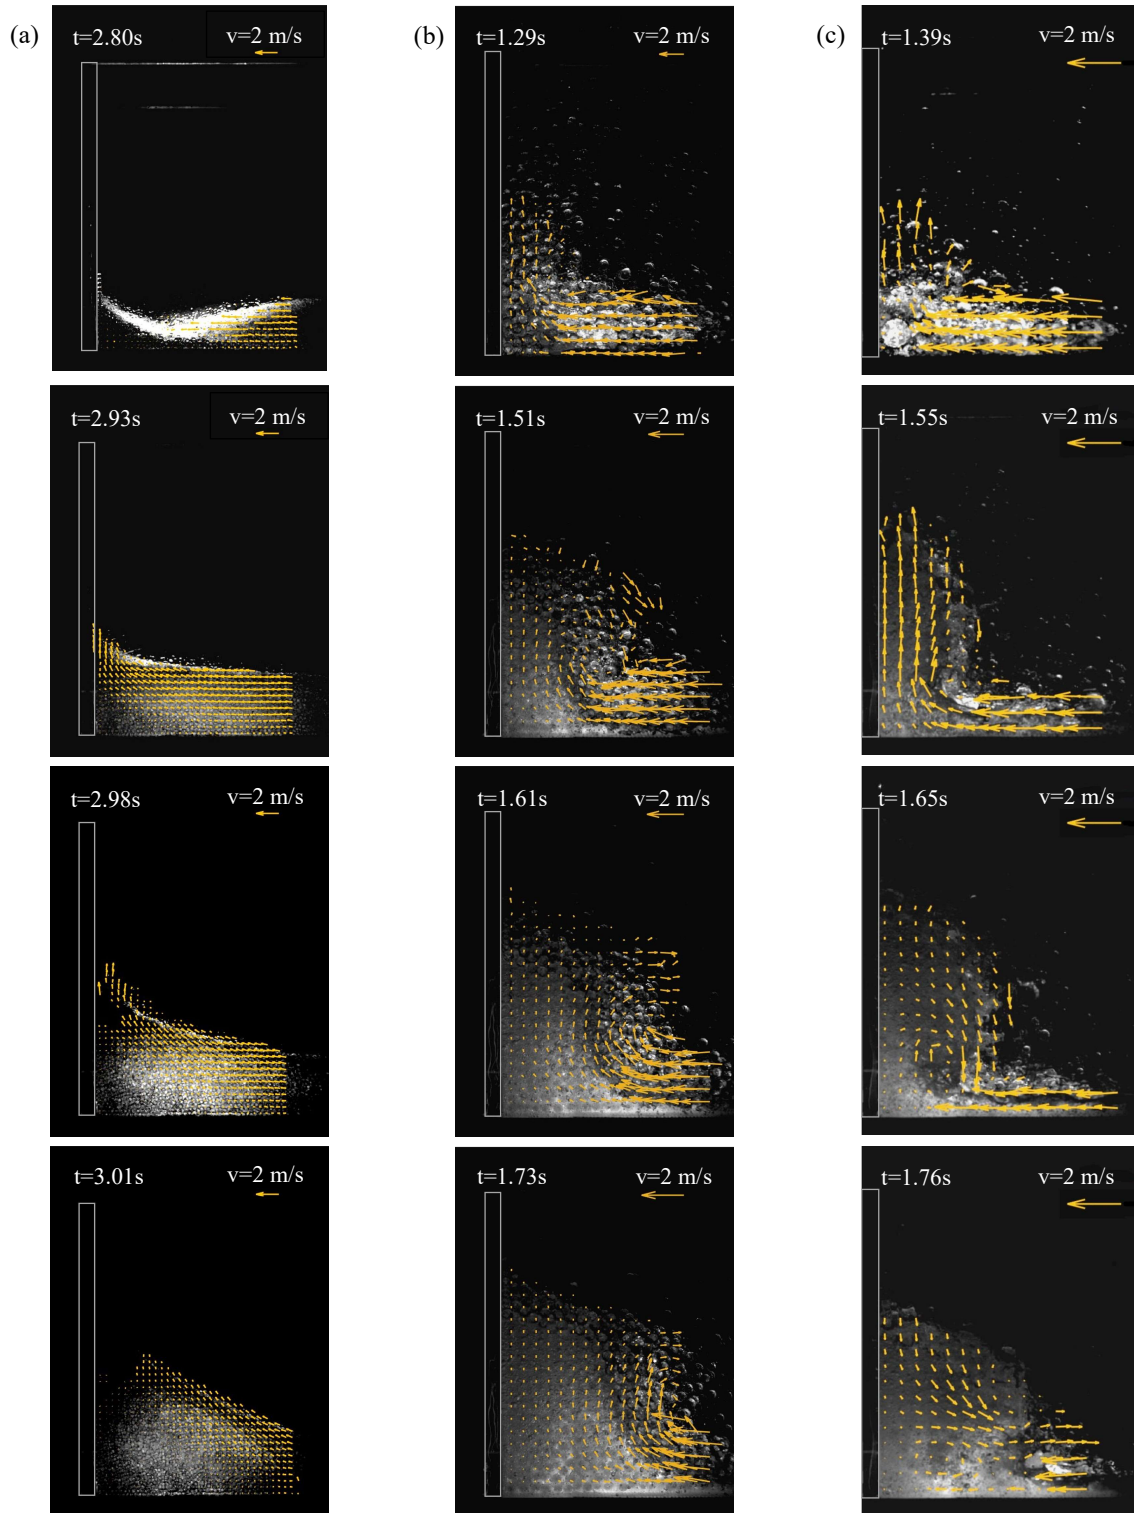 (a) t=2.80s v=2 m/s (b) t=1.29s v=2 m/s (c) t=1.39s v=2 m/s
t=2.93s v=2 m/s t=1.51s v=2 m/s t=1.55s v=2 m/s
t=2.98s v=2 m/s t=1.61s v=2 m/s t=1.65s v=2 m/s
t=3.01s v=2 m/s t=1.73s v=2 m/s t=1.76s v=2 m/s